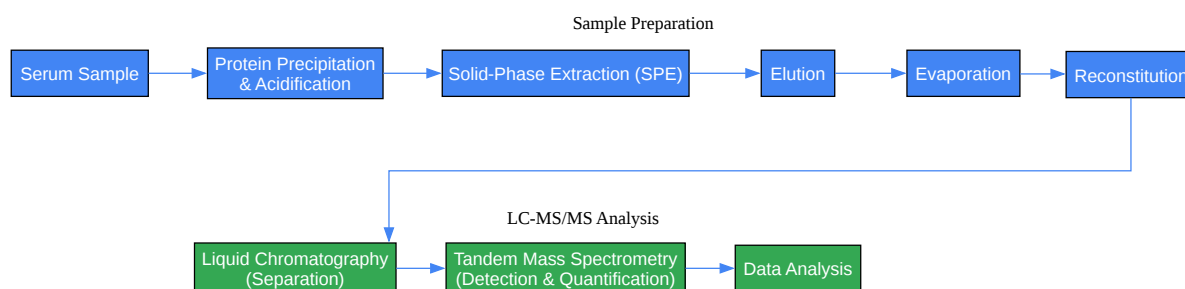 Sample Preparation
Serum Sample
Protein Precipitation
& Acidification
Solid-Phase Extraction (SPE)
Elution
Evaporation
Reconstitution
LC-MS/MS Analysis
Liquid Chromatography
(Separation)
Tandem Mass Spectrometry
(Detection & Quantification)
Data Analysis